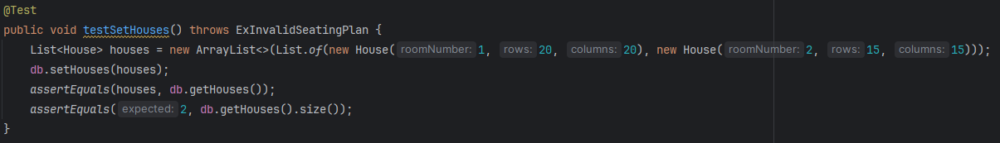 @Test
public void testSetHouses() throws ExInvalidSeatingPlan {
List<House> houses = new ArrayList<>(List.of(new House( roomNumber: 1, rows: 20, columns: 20), new House( roomNumber: 2, rows: 15, columns: 15)));
db.setHouses(houses);
assertEquals(houses, db.getHouses());
assertEquals( expected: 2, db.getHouses().size());
}